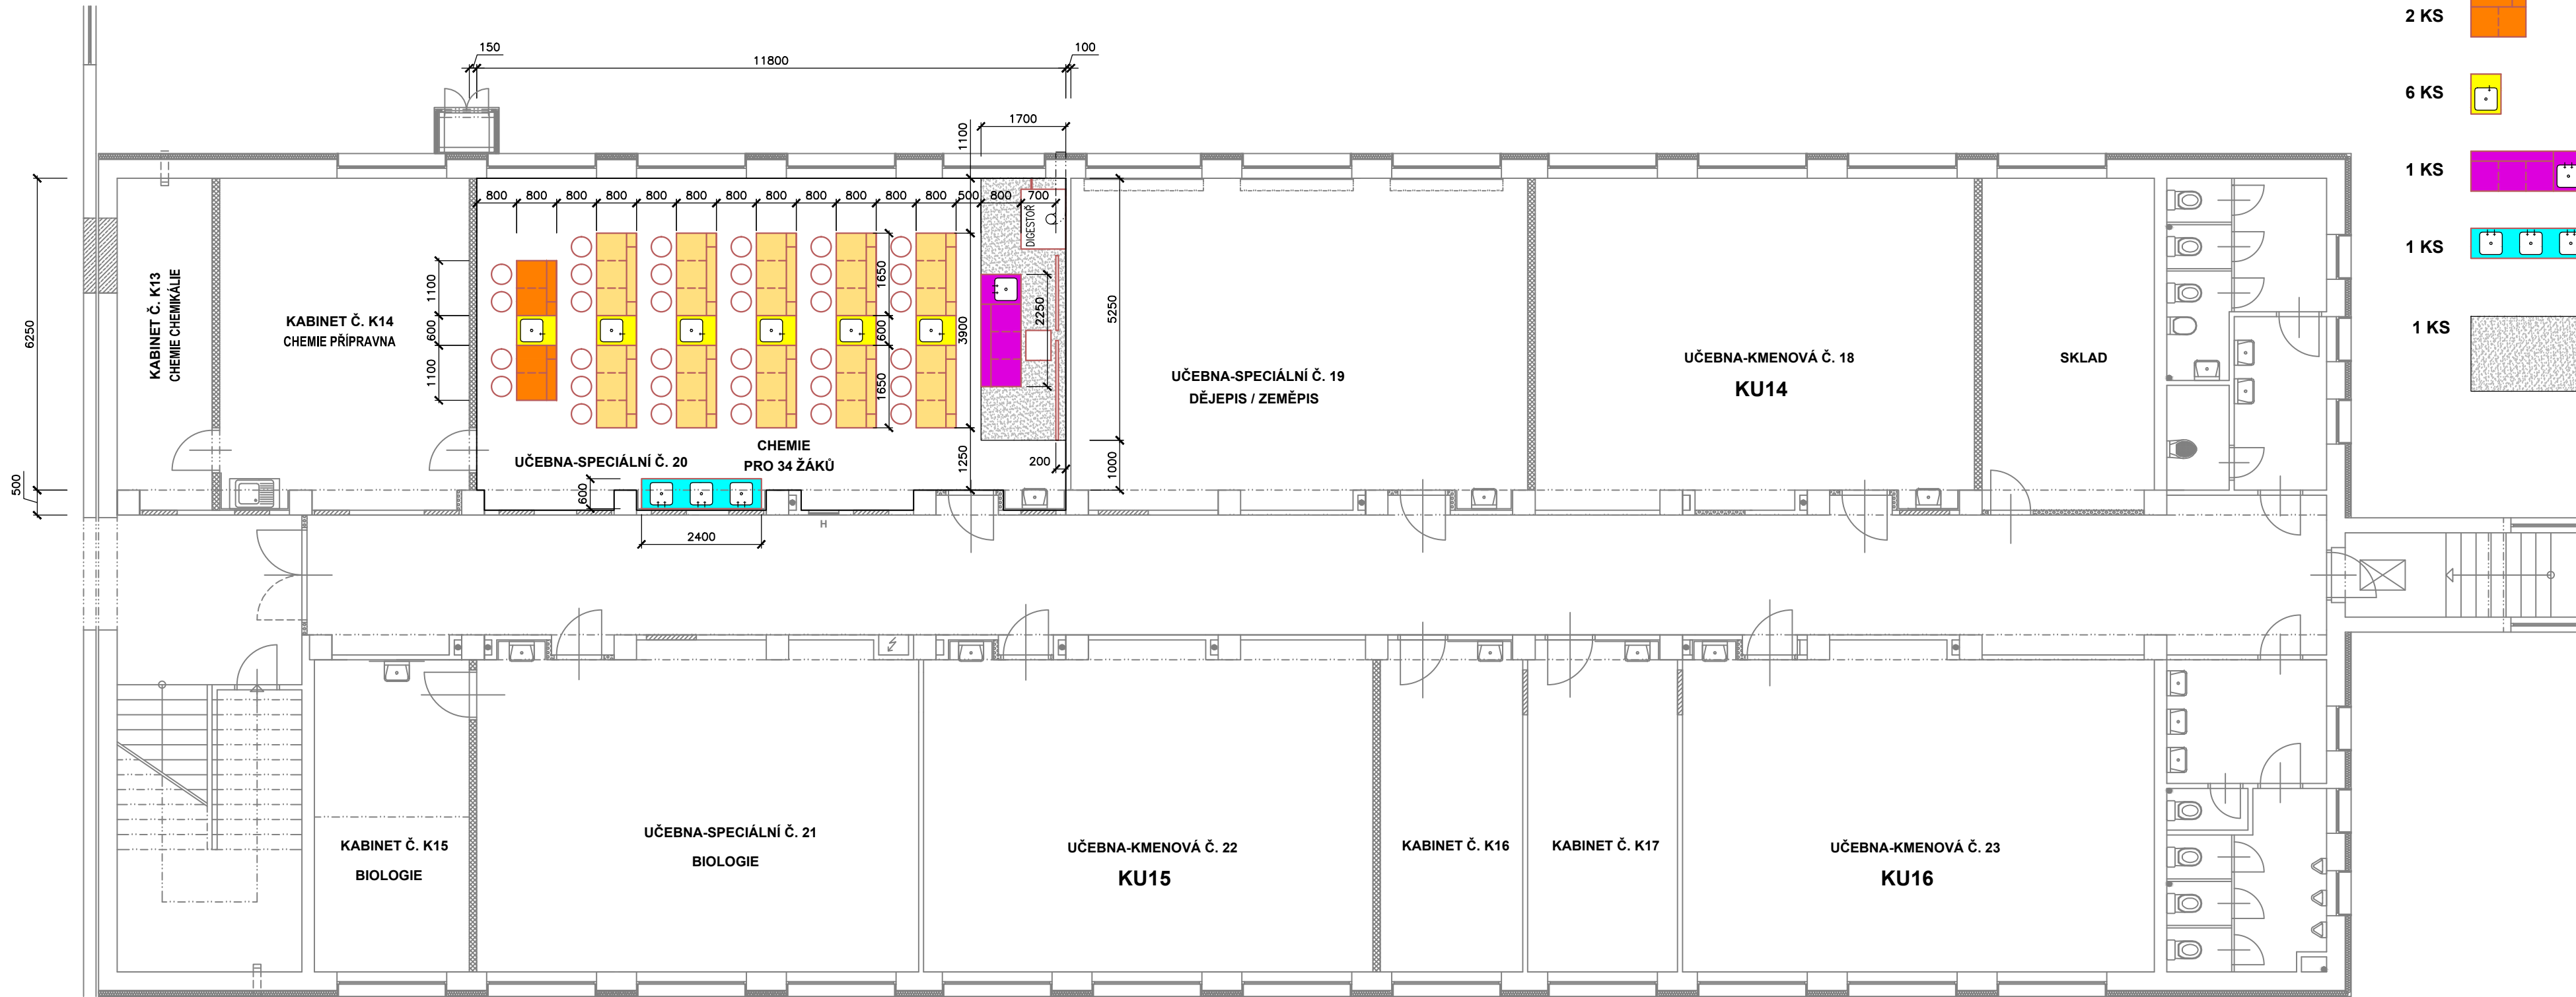 2 KS
150
11800
100
6 KS
1700
1100
1 KS
800 800 800 800 800 800 800 800 800 800 800 800 500 800 700
DIGESTOŘ
1 KS
1 KS
6250
500
KABINET Č. K13
CHEMIE CHEMIKÁLIE
KABINET Č. K14
CHEMIE PŘÍPRAVNA
1100
600
1100
1650
600
1650
3900
1250
2250
5250
1000
200
CHEMIE
UČEBNA-SPECIÁLNÍ Č. 20
PRO 34 ŽÁKŮ
600
2400
H
UČEBNA-SPECIÁLNÍ Č. 19
DĚJEPIS / ZEMĚPIS
UČEBNA-KMENOVÁ Č. 18
KU14
SKLAD
KABINET Č. K15
BIOLOGIE
UČEBNA-SPECIÁLNÍ Č. 21
BIOLOGIE
UČEBNA-KMENOVÁ Č. 22
KU15
KABINET Č. K16
KABINET Č. K17
UČEBNA-KMENOVÁ Č. 23
KU16